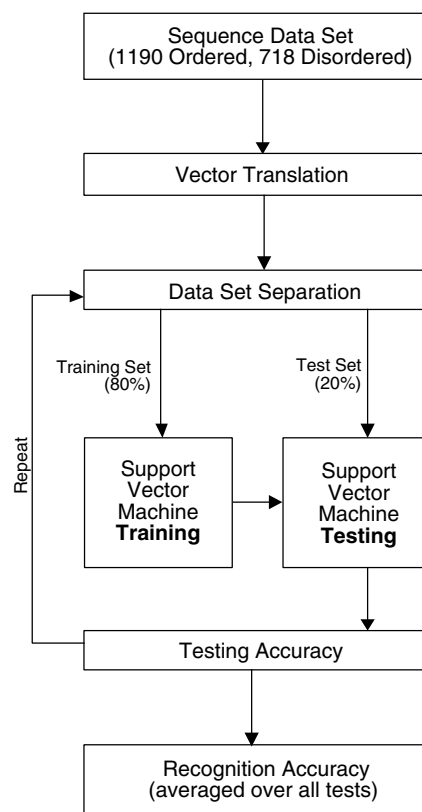 Sequence Data Set
(1190 Ordered, 718 Disordered)
Vector Translation
Data Set Separation
Training Set
(80%)
Test Set
(20%)
Repeat
Support
Vector
Machine
Training
Support
Vector
Machine
Testing
Testing Accuracy
Recognition Accuracy
(averaged over all tests)